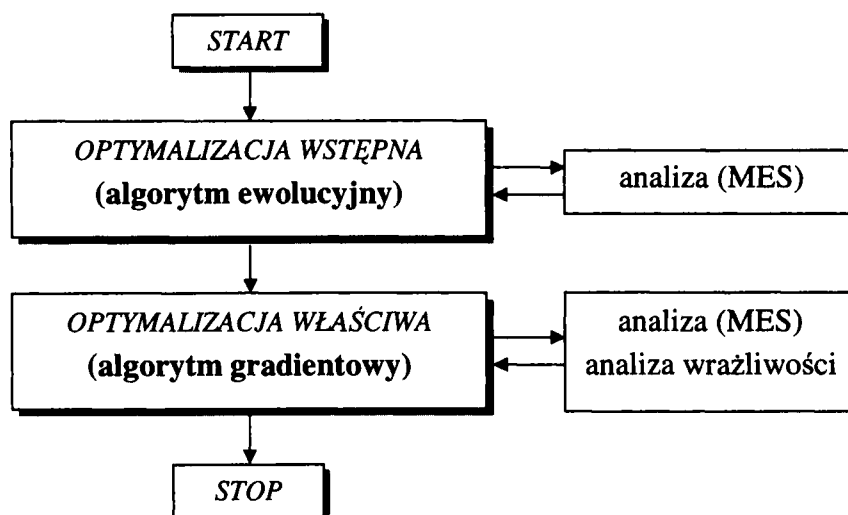 START
OPTYMALIZACJA WSTĘPNA
(algorytm ewolucyjny)
analiza (MES)
OPTYMALIZACJA WŁAŚCIWA
(algorytm gradientowy)
analiza (MES)
analiza wrażliwości
STOP